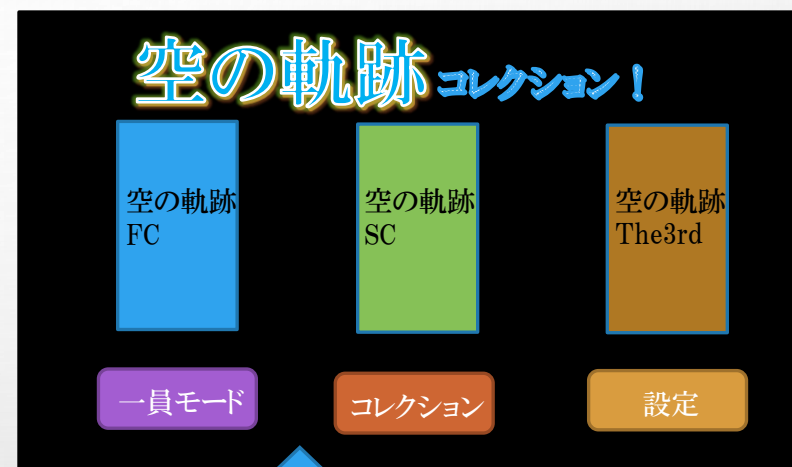 空の軌跡コレクション！
空の軌跡
FC
空の軌跡
SC
空の軌跡
The3rd
一員モード
コレクション
設定